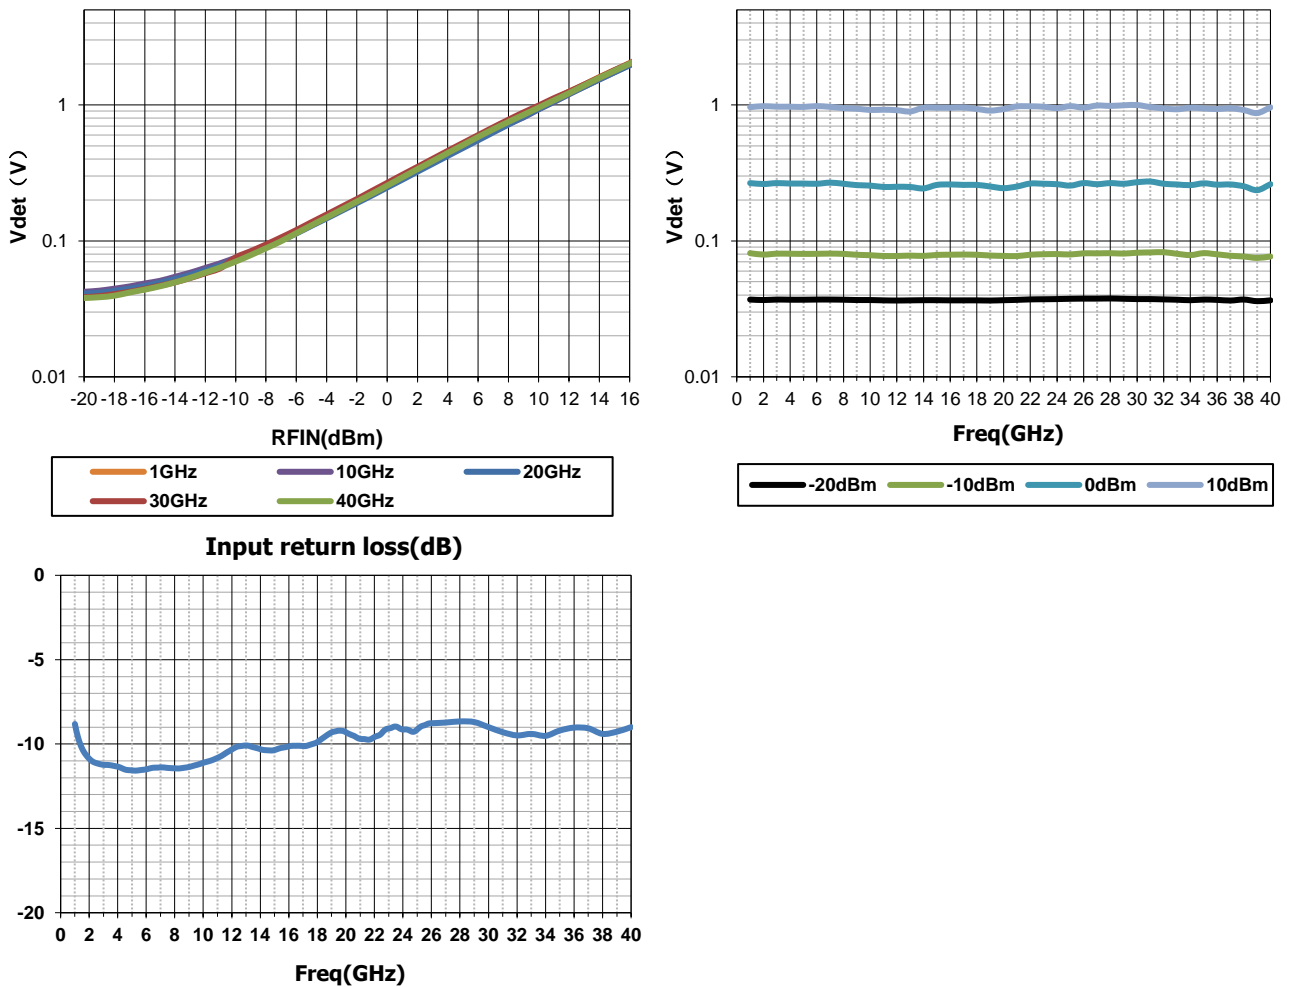 1
0.1
0.01
Vdet（V）
-20 -18 -16 -14 -12 -10 -8 -6 -4 -2 0 2 4 6 8 10 12 14 16
RFIN(dBm)
1GHz 10GHz 20GHz
30GHz 40GHz
1
0.1
0.01
Vdet（V）
0 2 4 6 8 10 12 14 16 18 20 22 24 26 28 30 32 34 36 38 40
Freq(GHz)
-20dBm -10dBm 0dBm 10dBm
Input return loss(dB)
0
-5
-10
-15
-20
0 2 4 6 8 10 12 14 16 18 20 22 24 26 28 30 32 34 36 38 40
Freq(GHz)